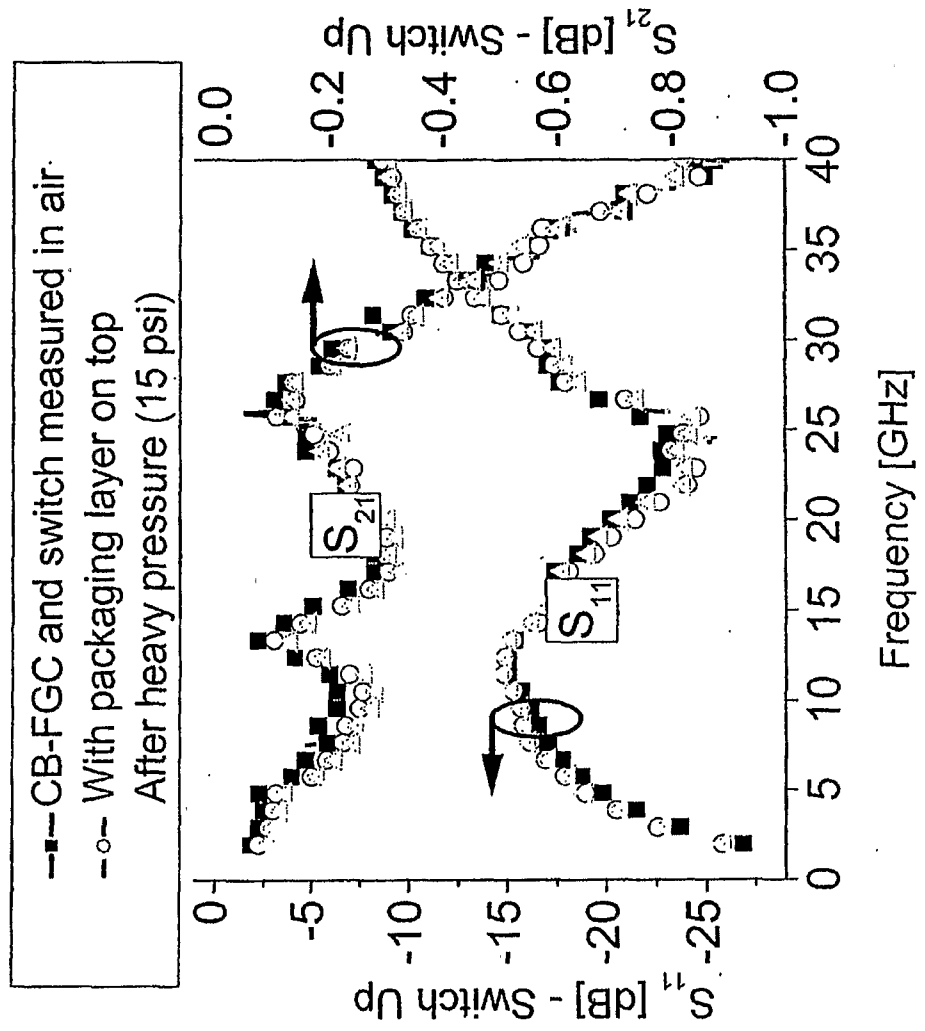 CB-FGC and switch measured in air
With packaging layer on top
After heavy pressure (15 psi)
S11 [dB] - Switch Up
0
-5
-10
-15
-20
-25
S21
S11
S21 [dB] - Switch Up
0.0
-0.2
-0.4
-0.6
-0.8
-1.0
0
5
10
15
20
25
30
35
40
Frequency [GHz]